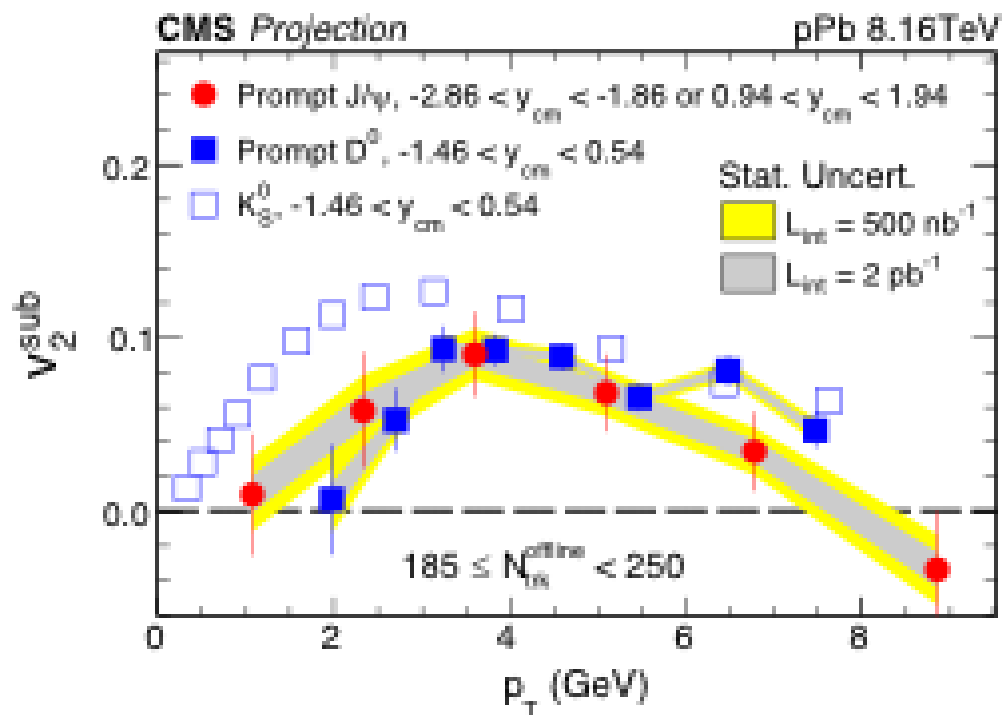 CMS Projection pPb 8.16TeV
Prompt J/ψ, -2.86 < y_cm < -1.86 or 0.94 < y_cm < 1.94
Prompt D⁰, -1.46 < y_cm < 0.54
K_S⁰, -1.46 < y_cm < 0.54
Stat. Uncert.
L_int = 500 nb⁻¹
L_int = 2 pb⁻¹
v₂^sub
0.2
0.1
0.0
185 ≤ N_trk^offline < 250
0 2 4 6 8
p_T (GeV)